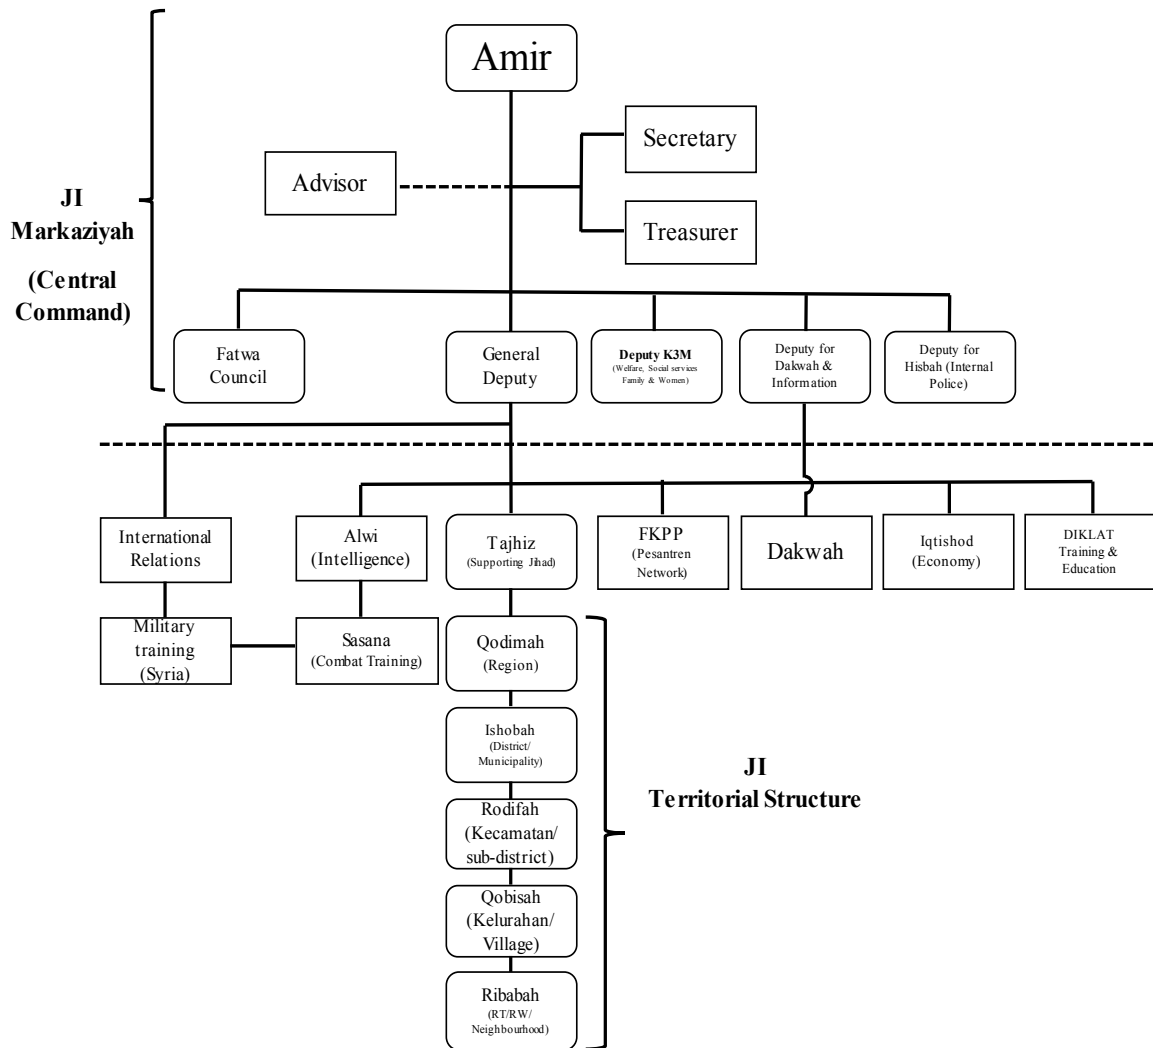 Amir
Secretary
Advisor
Treasurer
JI
Markaziyah
(Central
Command)
Fatwa
Council
General
Deputy
Deputy K3M
(Welfare, Social services
Family & Women)
Deputy for
Dakwah &
Information
Deputy for
Hisbah (Internal
Police)
International
Relations
Alwi
(Intelligence)
Tajhiz
(Supporting Jihad)
FKPP
(Pesantren
Network)
Dakwah
Iqtishod
(Economy)
DIKLAT
Training &
Education
Military
training
(Syria)
Sasana
(Combat Training)
Qodimah
(Region)
Ishobah
(District/
Municipality)
Rodifah
(Kecamatan/
sub-district)
Qobisah
(Kelurahan/
Village)
Ribabah
(RT/RW/
Neighbourhood)
JI
Territorial Structure